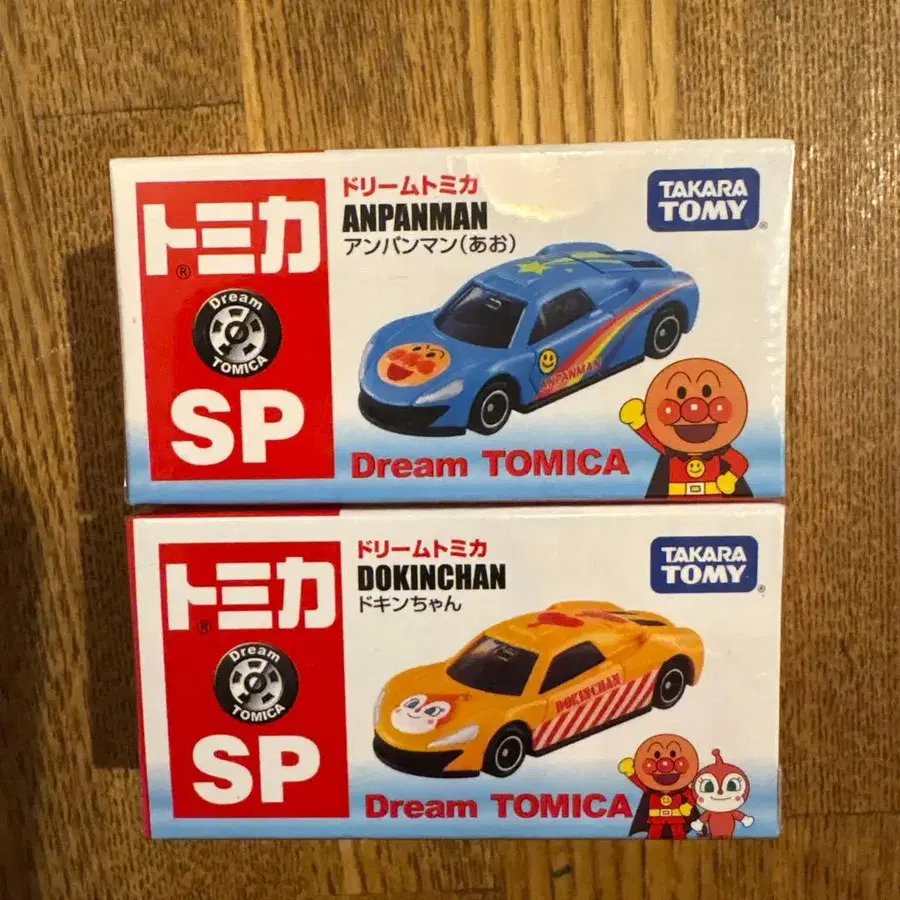 トミカ
®
Dream
TOMICA
SP
ドリームトミカ
ANPANMAN
アンパンマン(あお)
TAKARA
TOMY
®
ANPANMAN
Dream TOMICA
トミカ
®
Dream
TOMICA
SP
ドリームトミカ
DOKINCHAN
ドキンちゃん
TAKARA
TOMY
®
DOKINCHAN
Dream TOMICA